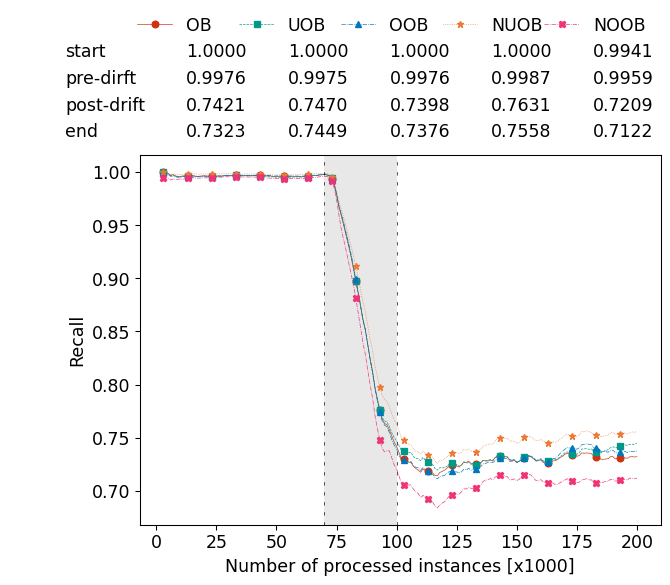 OB UOB OOB NUOB NOOB
start 1.0000 1.0000 1.0000 1.0000 0.9941
pre-dirft 0.9976 0.9975 0.9976 0.9987 0.9959
post-drift 0.7421 0.7470 0.7398 0.7631 0.7209
end 0.7323 0.7449 0.7376 0.7558 0.7122
1.00
0.95
0.90
0.85
0.80
0.75
0.70
Recall
0 25 50 75 100 125 150 175 200
Number of processed instances [x1000]